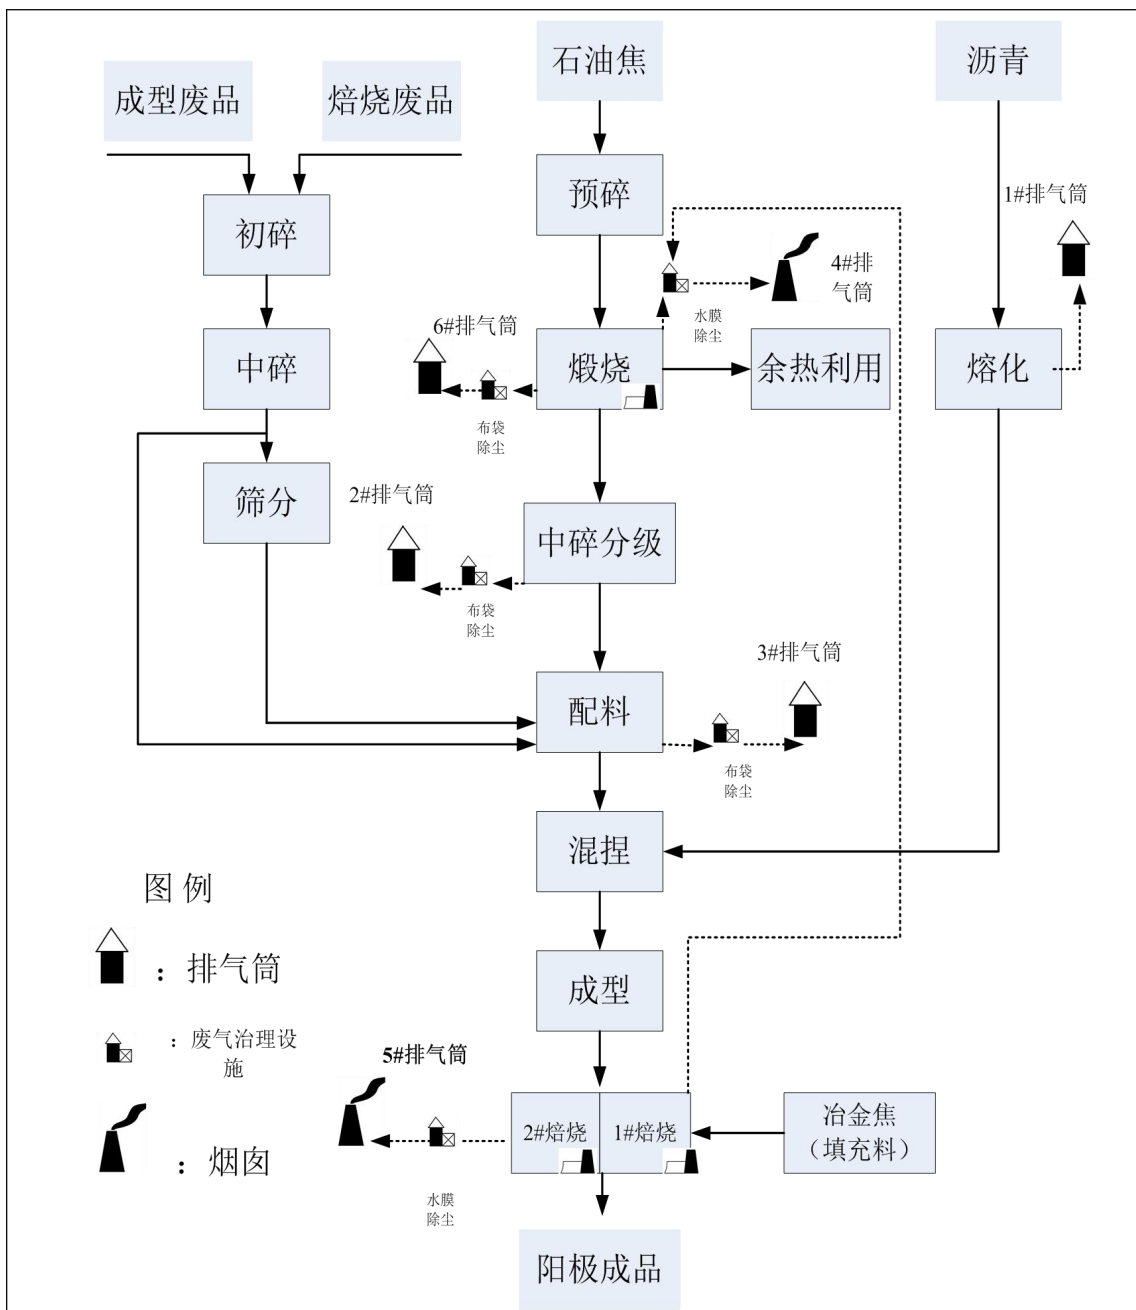 石油焦
沥青
成型废品
焙烧废品
预碎
1#排气筒
初碎
4#排
气筒
水膜
除尘
6#排气筒
中碎
煅烧
余热利用
熔化
布袋
除尘
筛分
2#排气筒
中碎分级
布袋
除尘
3#排气筒
配料
布袋
除尘
混捏
图 例
：排气筒
成型
：废气治理设
施
5#排气筒
2#焙烧
1#焙烧
冶金焦
（填充料）
：烟囱
水膜
除尘
阳极成品